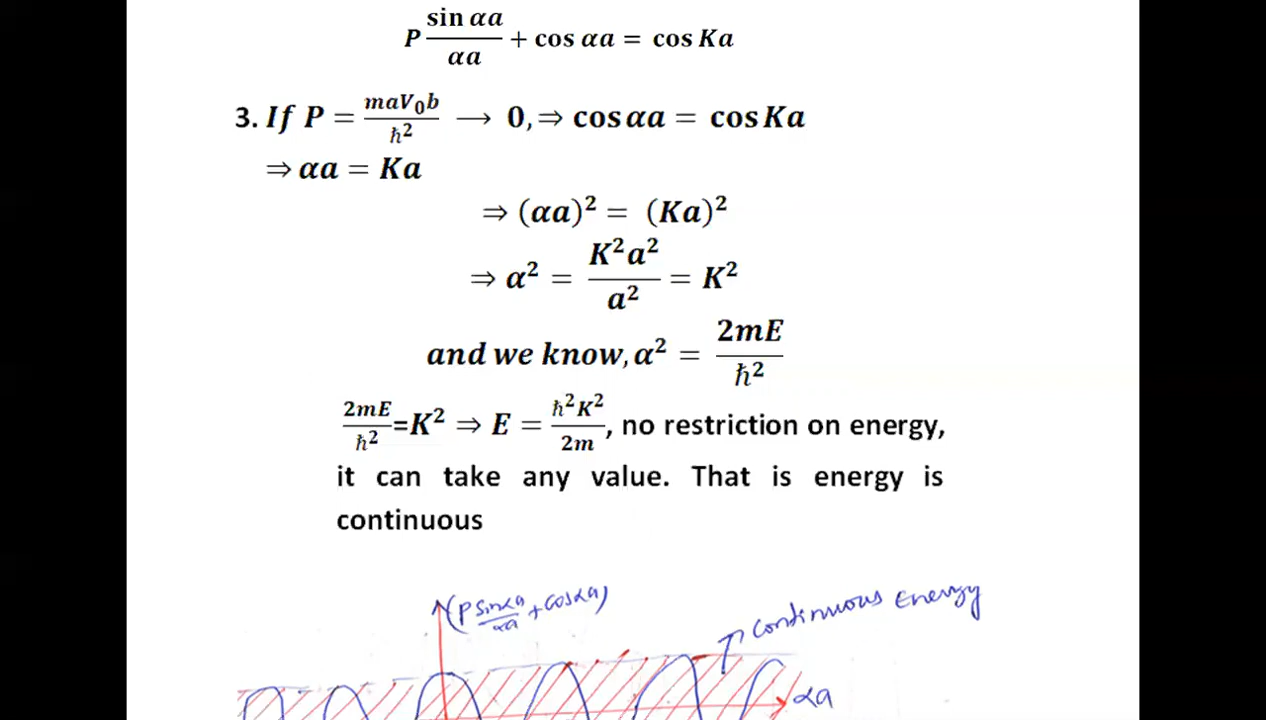 P sin αa / αa + cos αa = cos Ka
3. If P = maV₀b / ħ² → 0, ⇒ cos αa = cos Ka
⇒ αa = Ka
⇒ (αa)² = (Ka)²
⇒ α² = K²a² / a² = K²
and we know, α² = 2mE / ħ²
2mE / ħ² =K² ⇒ E = ħ²K² / 2m, no restriction on energy,
it can take any value. That is energy is
continuous
(P sinαa / αa + cosαa)
continuous Energy
αa